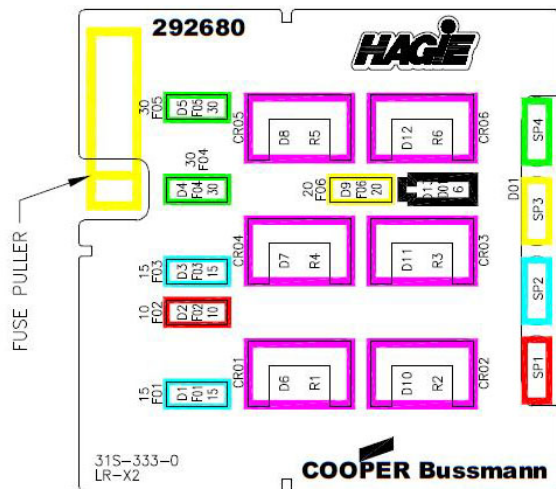 292680
HAGIE
30
F05
D5
F05
30
CR05
D8
R5
D12
R6
CR06
SP4
30
F04
D4
F04
30
20
F06
D9
F06
20
D13
D01
6
D01
SP3
FUSE PULLER
15
F03
D3
F03
15
CR04
D7
R4
D11
R3
CR03
SP2
10
F02
D2
F02
10
15
F01
D1
F01
15
CR01
D6
R1
D10
R2
CR02
SP1
31S-333-0
LR-X2
COOPER Bussmann